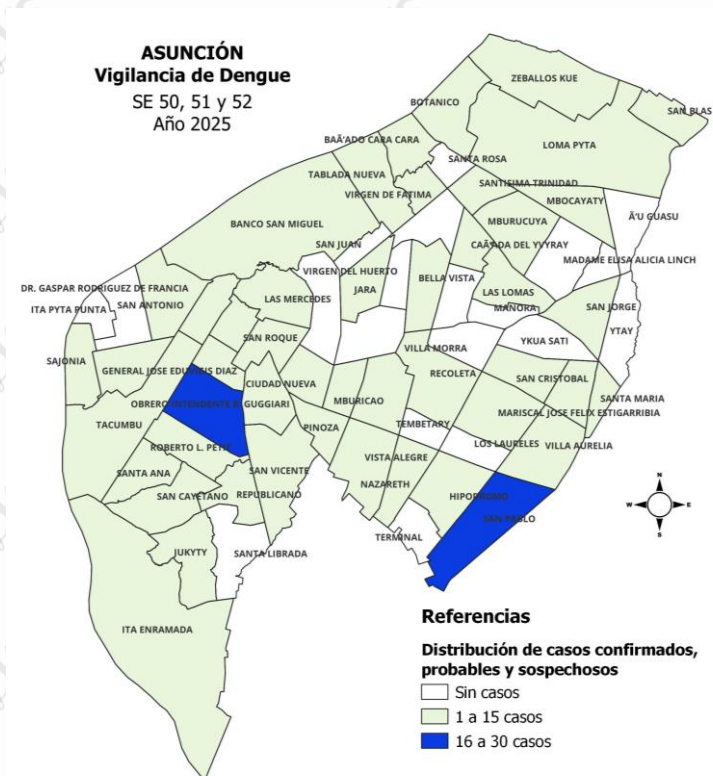 ASUNCIÓN
Vigilancia de Dengue
SE 50, 51 y 52
Año 2025
ZEBALLOS KUE
BOTANICO
SAN BLAS
BAÃ'ADO CARA CARA
LOMA PYTA
SANTA ROSA
TABLADA NUEVA
SANTISIMA TRINIDAD
VIRGEN DE FATIMA
MBOCAYATY
Ã'U GUASU
BANCO SAN MIGUEL
MBURUCUYA
SAN JUAN
CAÃ'ADA DEL YVYRAY
MADAME ELISA ALICIA LINCH
VIRGEN DEL HUERTO
BELLA VISTA
DR. GASPAR RODRIGUEZ DE FRANCIA
JARA
LAS LOMAS
LAS MERCEDES
SAN ANTONIO
SAN JORGE
ITA PYTA PUNTA
MANORA
YTAY
SAN ROQUE
YKUA SATI
VILLA MORRA
SAJONIA
GENERAL JOSE EDUVIGIS DIAZ
RECOLETA
SAN CRISTOBAL
CIUDAD NUEVA
SANTA MARIA
OBRERO INTENDENTE B. GUGGIARI
MBURICAO
MARISCAL JOSE FELIX ESTIGARRIBIA
TACUMBU
PINOZA
TEMBETARY
LOS LAURELES
VILLA AURELIA
ROBERTO L. PETIT
VISTA ALEGRE
SANTA ANA
SAN VICENTE
HIPODROMO
NAZARETH
SAN CAYETANO
REPUBLICANO
SAN PABLO
TERMINAL
JUKYTY
SANTA LIBRADA
ITA ENRAMADA
N
W
E
S
Referencias
Distribución de casos confirmados,
probables y sospechosos
Sin casos
1 a 15 casos
16 a 30 casos